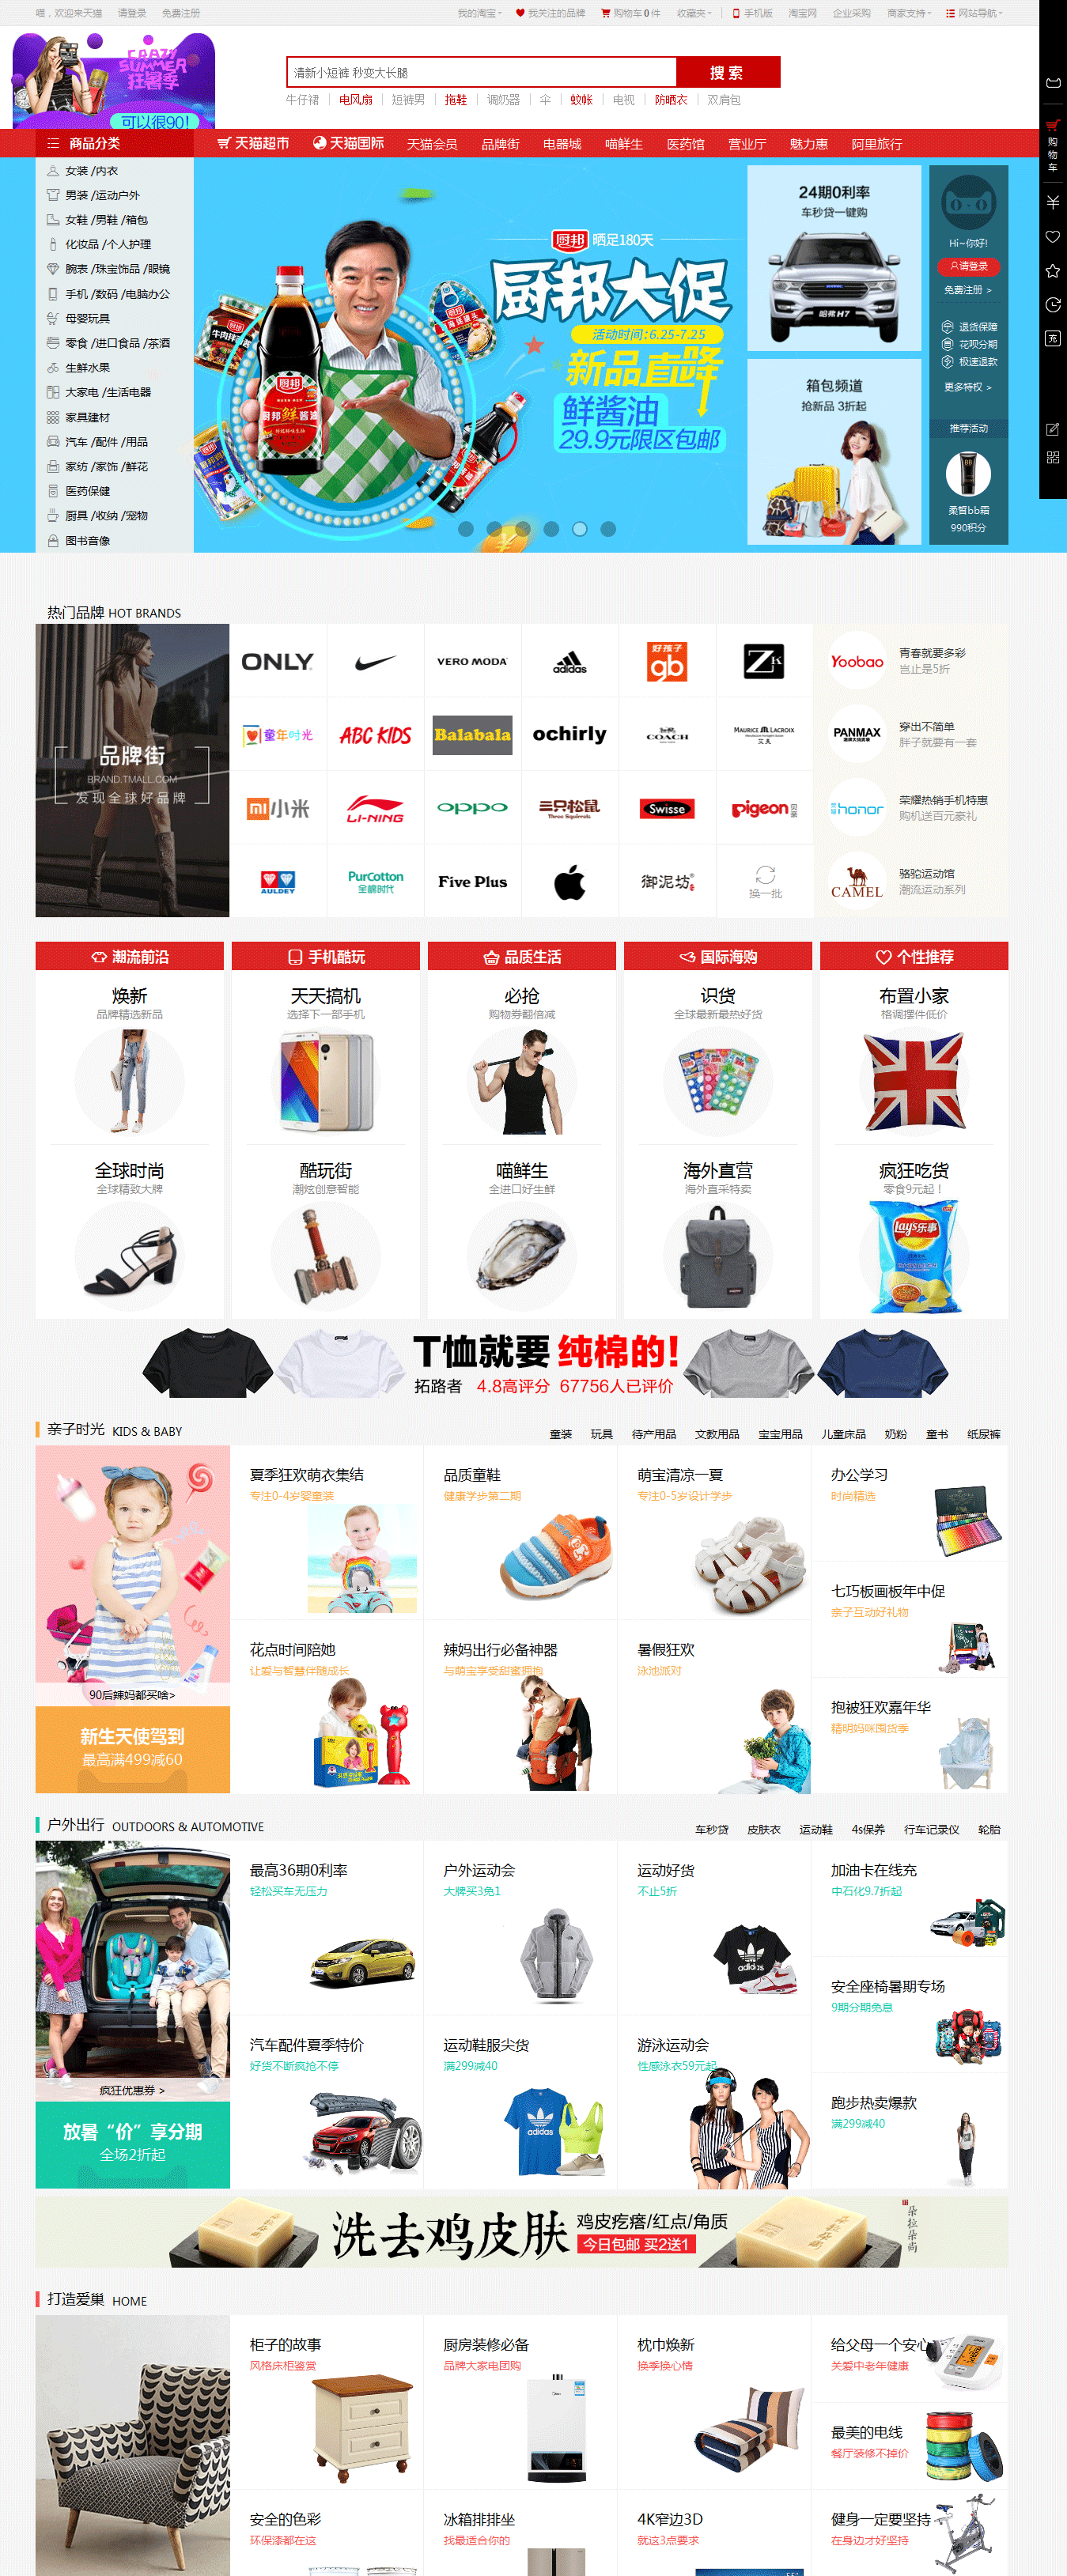 喵，欢迎来天猫 请登录 免费注册
我的淘宝 我关注的品牌 购物车0件 收藏夹 手机版 淘宝网 企业采购 商家支持 网站导航
CRAZY
SUMMER
狂暑季
可以很90！
清新小短裤 秒变大长腿
搜索
牛仔裙 电风扇 短裤男 拖鞋 调奶器 伞 蚊帐 电视 防晒衣 双肩包
购物车
商品分类 天猫超市 天猫国际 天猫会员 品牌街 电器城 喵鲜生 医药馆 营业厅 魅力惠 阿里旅行
女装 /内衣
男装 /运动户外
女鞋 /男鞋 /箱包
化妆品 /个人护理
腕表 /珠宝饰品 /眼镜
手机 /数码 /电脑办公
母婴玩具
零食 /进口食品 /茶酒
生鲜水果
大家电 /生活电器
家具建材
汽车 /配件 /用品
家纺 /家饰 /鲜花
医药保健
厨具 /收纳 /宠物
图书音像
厨邦 晒足180天
厨邦大促
活动时间:6.25-7.25
新品直降
鲜酱油
29.9元限区包邮
厨邦鲜酱油
24期0利率
车秒贷一键购
哈弗H7
箱包频道
抢新品 3折起
Hi~你好!
请登录
免费注册 >
退货保障
花呗分期
极速退款
更多特权 >
推荐活动
柔皙bb霜
990积分
充
热门品牌 HOT BRANDS
品牌街
BRAND.TMALL.COM
发现全球好品牌
ONLY VERO MODA adidas 好孩子 gb ZK
童年时光 ABC KIDS Balabala ochirly COACH MAURICE LACROIX 艾美
小米 LI-NING OPPO 三只松鼠 Three Squirrels Swisse Pigeon 贝亲
AULDEY PurCotton 全棉时代 Five Plus 御泥坊 换一批
Yoobao 青春就要多彩
岂止是5折
PANMAX 穿出不简单
胖子就要有一套
honor 荣耀热销手机特惠
购机送百元豪礼
CAMEL 骆驼运动馆
潮流运动系列
潮流前沿 手机酷玩 品质生活 国际海购 个性推荐
焕新 天天搞机 必抢 识货 布置小家
品牌精选新品 选择下一部手机 购物券翻倍减 全球最新最热好货 格调摆件低价
全球时尚 酷玩街 喵鲜生 海外直营 疯狂吃货
全球精致大牌 潮炫创意智能 全进口好生鲜 海外直采特卖 零食9元起！
Lay's乐事
T恤就要 纯棉的!
拓路者 4.8高评分 67756人已评价
亲子时光 KIDS & BABY
童装 玩具 待产用品 文教用品 宝宝用品 儿童床品 奶粉 童书 纸尿裤
90后辣妈都买啥>
新生天使驾到
最高满499减60
夏季狂欢萌衣集结
专注0-4岁婴童装
品质童鞋
健康学步第二期
萌宝清凉一夏
专注0-5岁设计学步
办公学习
时尚精选
七巧板画板年中促
亲子互动好礼物
花点时间陪她
让爱与智慧伴随成长
辣妈出行必备神器
与萌宝享受甜蜜拥抱
暑假狂欢
泳池派对
抱被狂欢嘉年华
精明妈咪囤货季
户外出行 OUTDOORS & AUTOMOTIVE
车秒贷 皮肤衣 运动鞋 4s保养 行车记录仪 轮胎
疯狂优惠券 >
放暑“价”享分期
全场2折起
最高36期0利率
轻松买车无压力
户外运动会
大牌买3免1
运动好货
不止5折
adidas
加油卡在线充
中石化9.7折起
安全座椅暑期专场
9期分期免息
汽车配件夏季特价
好货不断疯抢不停
运动鞋服尖货
满299减40
adidas
游泳运动会
性感泳衣59元起
跑步热卖爆款
满299减40
洗去鸡皮肤
鸡皮疙瘩/红点/角质
今日包邮 买2送1
朵拉朵尚
打造爱巢 HOME
柜子的故事
风格床柜鉴赏
厨房装修必备
品牌大家电团购
枕巾焕新
换季换心情
给父母一个安心
关爱中老年健康
最美的电线
餐厅装修不掉价
安全的色彩
环保漆都在这
冰箱排排坐
找最适合你的
4K窄边3D
就这3点要求
健身一定要坚持
在身边才好坚持